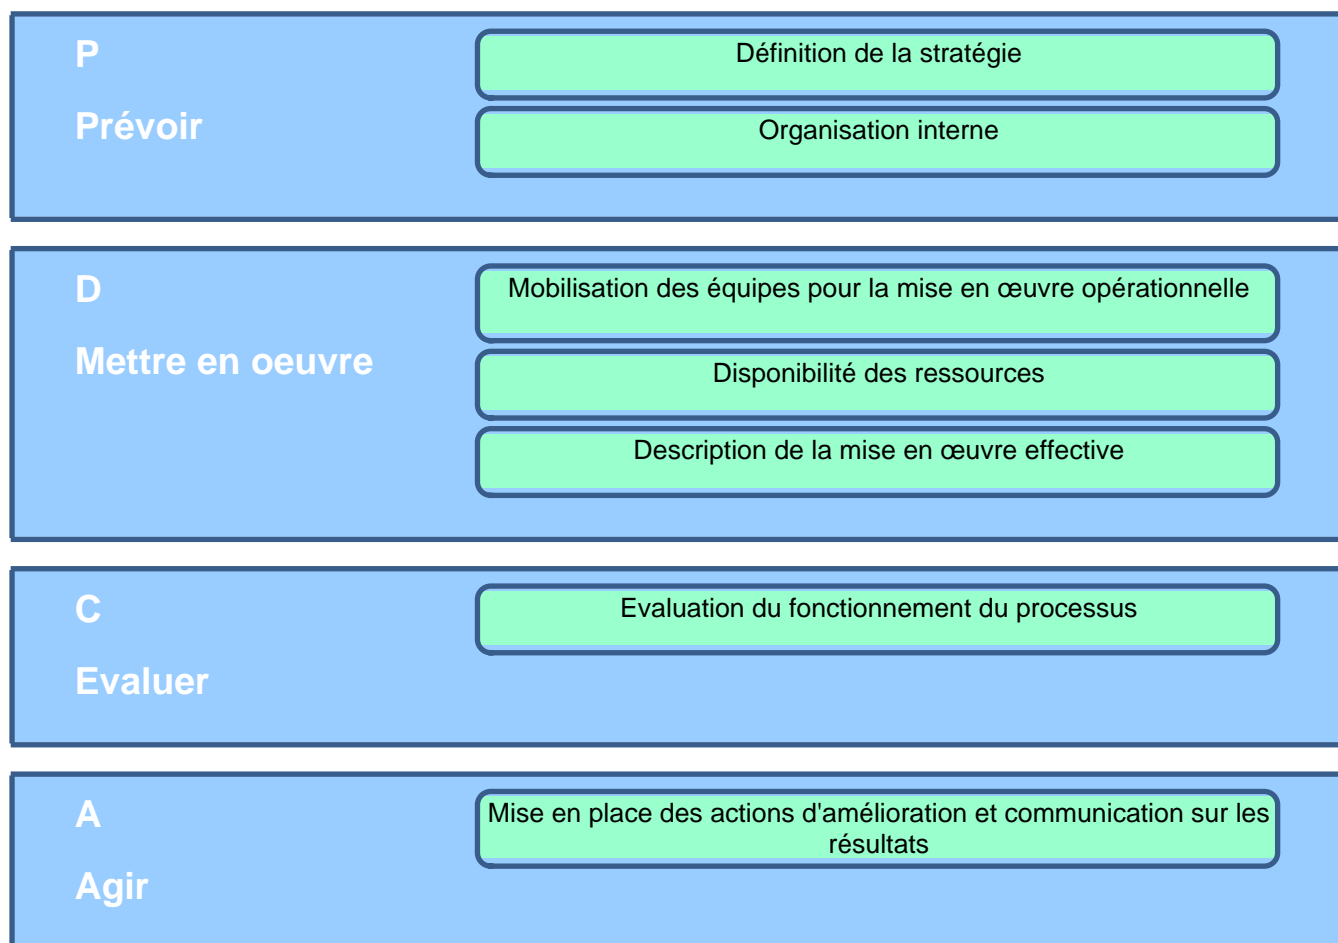 P
Prévoir
Définition de la stratégie
Organisation interne
D
Mettre en oeuvre
Mobilisation des équipes pour la mise en œuvre opérationnelle
Disponibilité des ressources
Description de la mise en œuvre effective
C
Evaluer
Evaluation du fonctionnement du processus
A
Agir
Mise en place des actions d'amélioration et communication sur les
résultats